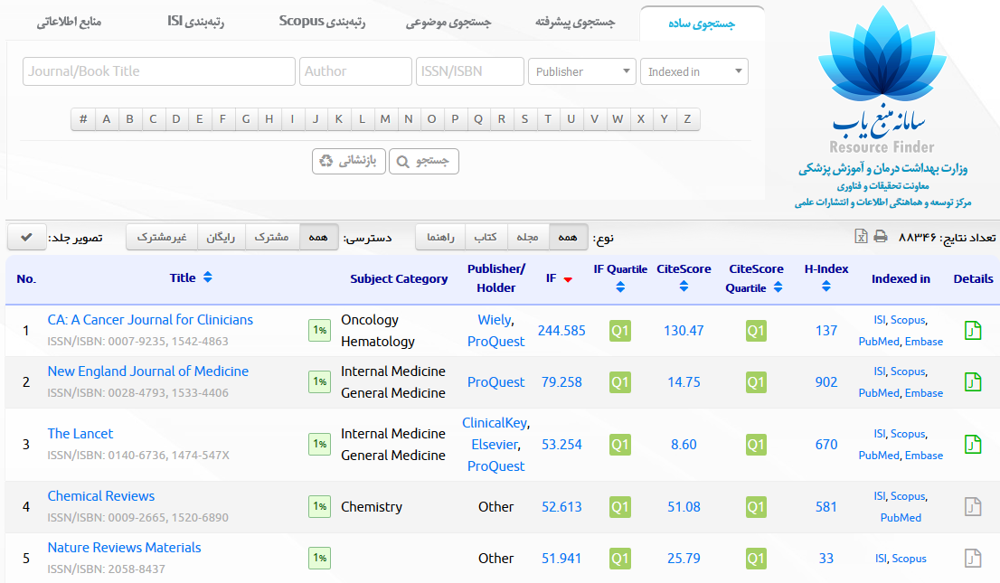 جستجوی ساده
جستجوی پیشرفته
جستجوی موضوعی
رتبه‌بندی Scopus
رتبه‌بندی ISI
منابع اطلاعاتی
Journal/Book Title
Author
ISSN/ISBN
Publisher
Indexed in
# A B C D E F G H I J K L M N O P Q R S T U V W X Y Z
جستجو
بازنشانی
سامانه منبع یاب
Resource Finder
وزارت بهداشت درمان و آموزش پزشکی
معاونت تحقیقات و فناوری
مرکز توسعه و هماهنگی اطلاعات و انتشارات علمی
تعداد نتایج: ۸۸۳۴۶
نوع: همه مجله کتاب راهنما
دسترسی: همه مشترک رایگان غیرمشترک
تصویر جلد:
No. Title Subject Category Publisher/ Holder IF IF Quartile CiteScore CiteScore Quartile H-Index Indexed in Details
1 CA: A Cancer Journal for Clinicians 1% Oncology Wiely, 244.585 Q1 130.47 Q1 137 ISI, Scopus,
ISSN/ISBN: 0007-9235, 1542-4863 Hematology ProQuest PubMed, Embase
2 New England Journal of Medicine 1% Internal Medicine ProQuest 79.258 Q1 14.75 Q1 902 ISI, Scopus,
ISSN/ISBN: 0028-4793, 1533-4406 General Medicine PubMed, Embase
ClinicalKey,
3 The Lancet 1% Internal Medicine Elsevier, 53.254 Q1 8.60 Q1 670 ISI, Scopus,
ISSN/ISBN: 0140-6736, 1474-547X General Medicine ProQuest PubMed, Embase
4 Chemical Reviews 1% Chemistry Other 52.613 Q1 51.08 Q1 581 ISI, Scopus,
ISSN/ISBN: 0009-2665, 1520-6890 PubMed
5 Nature Reviews Materials 1% Other 51.941 Q1 25.79 Q1 33 ISI, Scopus
ISSN/ISBN: 2058-8437